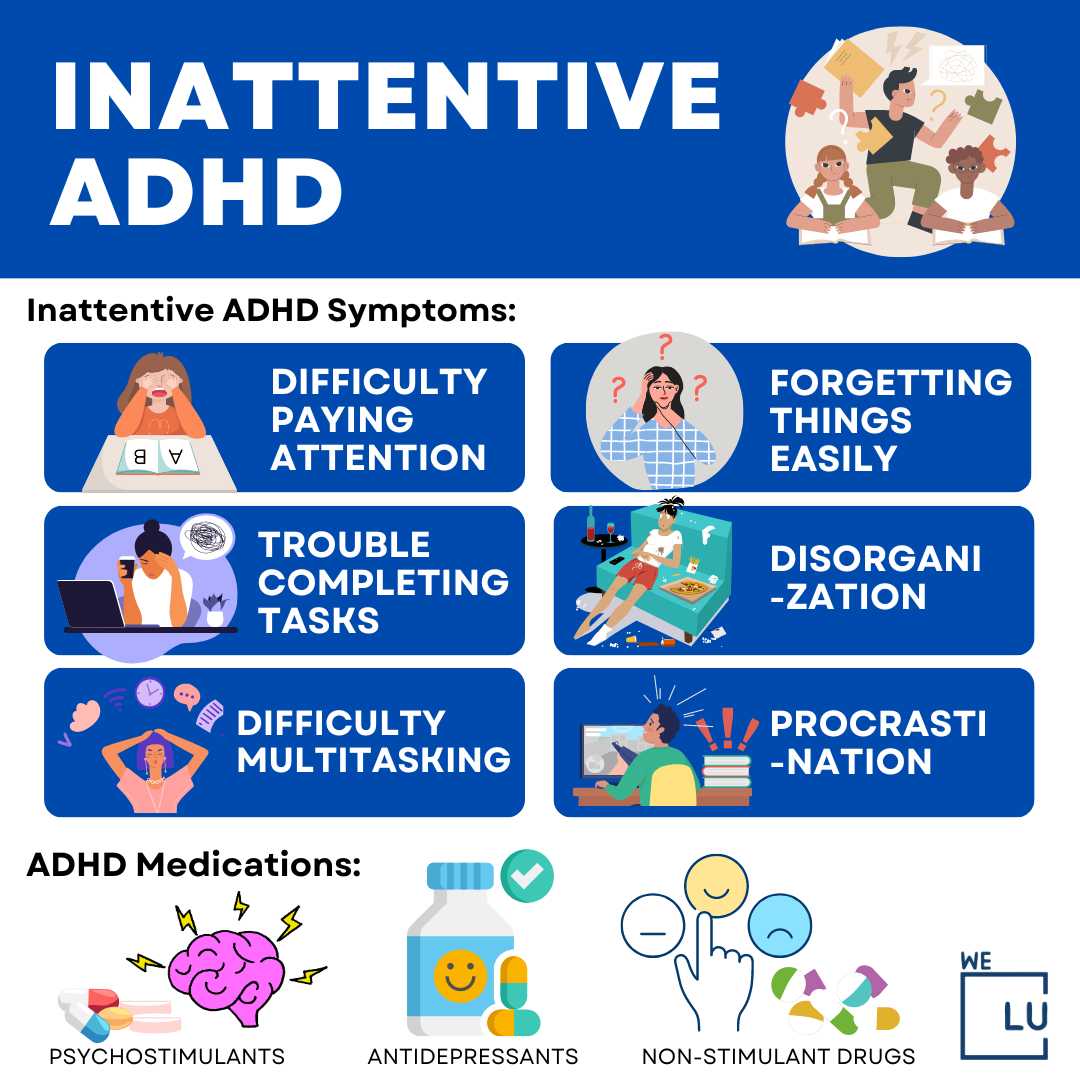 INATTENTIVE
ADHD
Inattentive ADHD Symptoms:
DIFFICULTY
PAYING
ATTENTION
B A
FORGETTING
THINGS
EASILY
? ? ?
TROUBLE
COMPLETING
TASKS
DISORGANI
-ZATION
DIFFICULTY
MULTITASKING
PROCRASTI
-NATION
!!!
ADHD Medications:
PSYCHOSTIMULANTS
ANTIDEPRESSANTS
NON-STIMULANT DRUGS
WE
LU